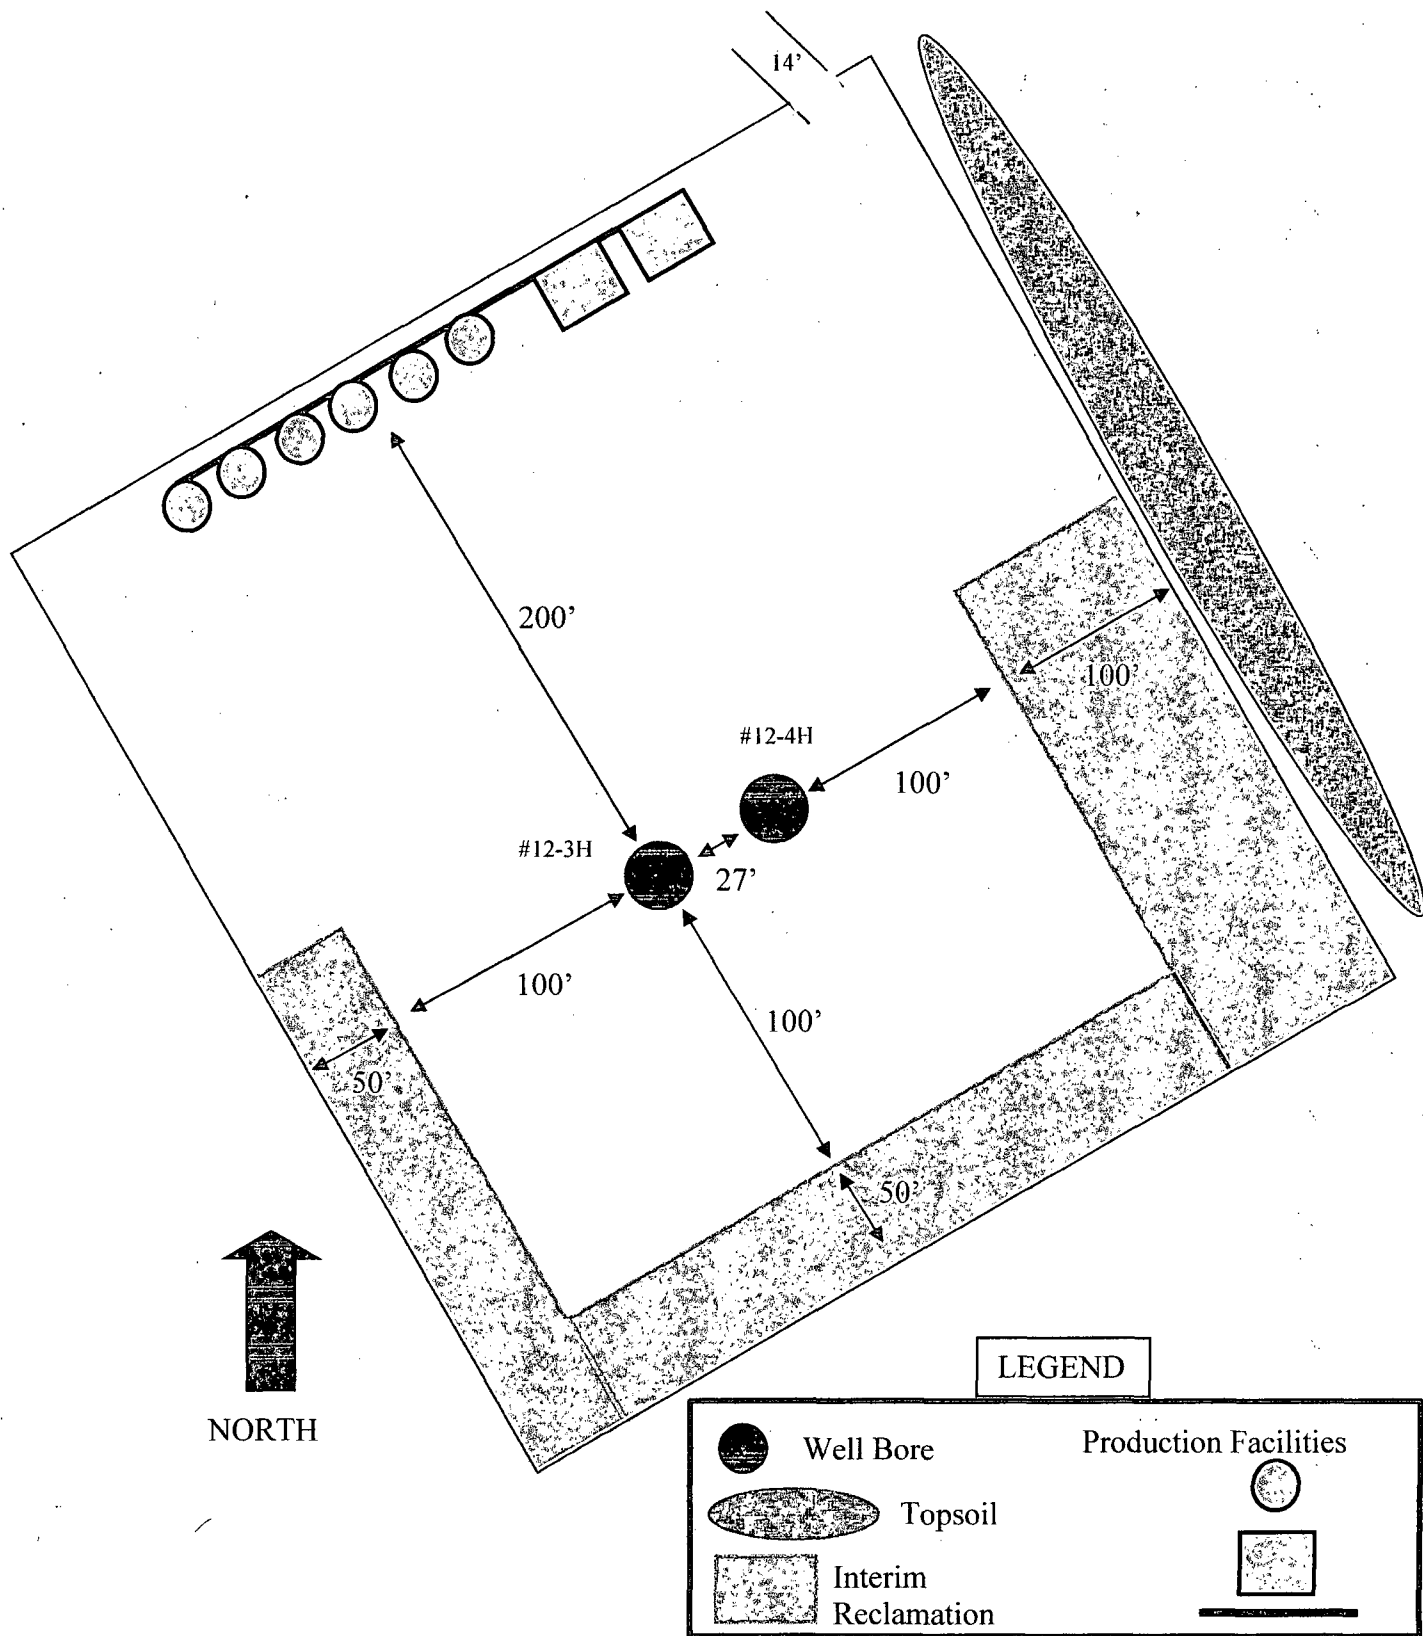 14’
200’
100’
#12-4H
100’
#12-3H
27’
100’
100’
50’
50’
NORTH
LEGEND
Well Bore
Production Facilities
Topsoil
Interim
Reclamation